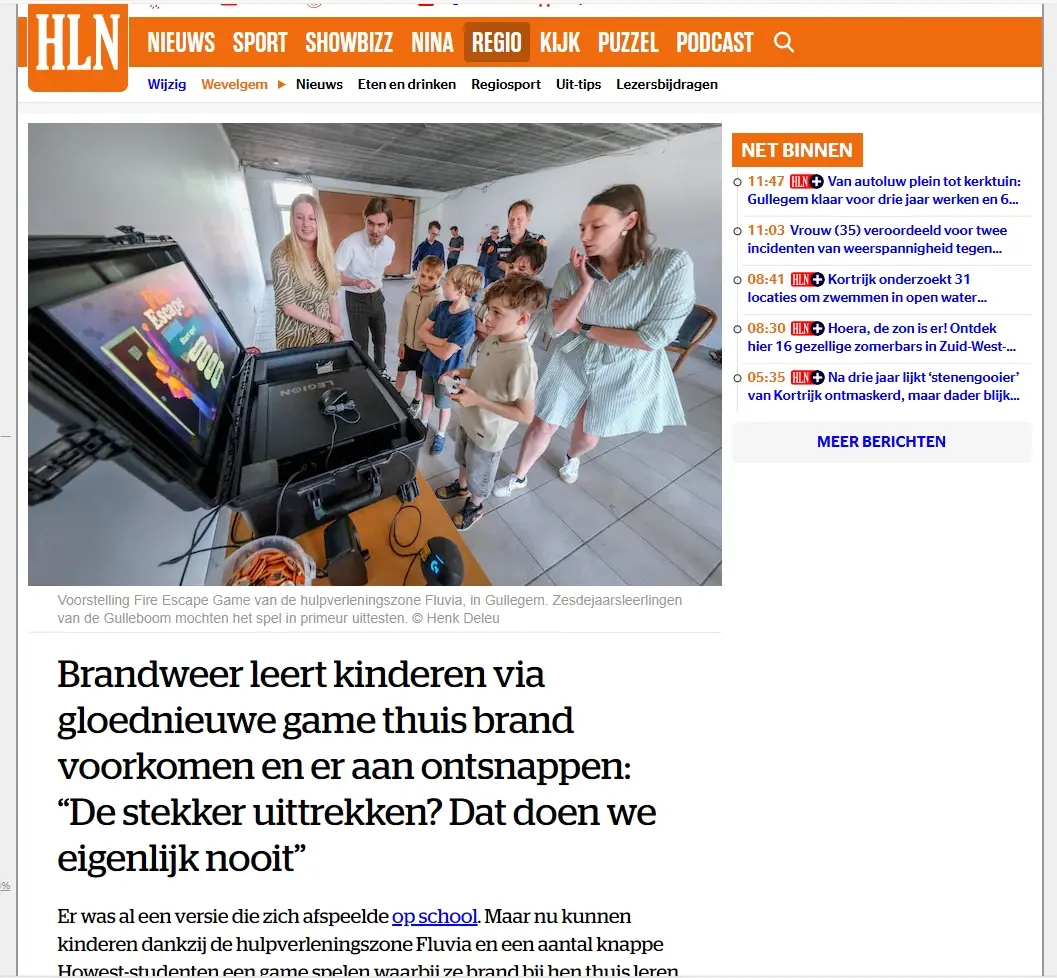 HLN
NIEUWS SPORT SHOWBIZZ NINA REGIO KIJK PUZZEL PODCAST
Wijzig Wevelgem Nieuws Eten en drinken Regiosport Uit-tips Lezersbijdragen
Escape
LEGION
Voorstelling Fire Escape Game van de hulpverleningszone Fluvia, in Gullegem. Zesdejaarsleerlingen
van de Gulleboom mochten het spel in primeur uittesten. © Henk Deleu
Brandweer leert kinderen via
gloednieuwe game thuis brand
voorkomen en er aan ontsnappen:
“De stekker uittrekken? Dat doen we
eigenlijk nooit”
Er was al een versie die zich afspeelde op school. Maar nu kunnen
kinderen dankzij de hulpverleningszone Fluvia en een aantal knappe
Howest-studenten een game spelen waarbij ze brand bij hen thuis leren
NET BINNEN
11:47 HLN+ Van autoluw plein tot kerktuin:
Gullegem klaar voor drie jaar werken en 6...
11:03 Vrouw (35) veroordeeld voor twee
incidenten van weerspannigheid tegen...
08:41 HLN+ Kortrijk onderzoekt 31
locaties om zwemmen in open water...
08:30 HLN+ Hoera, de zon is er! Ontdek
hier 16 gezellige zomerbars in Zuid-West-...
05:35 HLN+ Na drie jaar lijkt ‘stenengooier’
van Kortrijk ontmaskerd, maar dader blijk...
MEER BERICHTEN